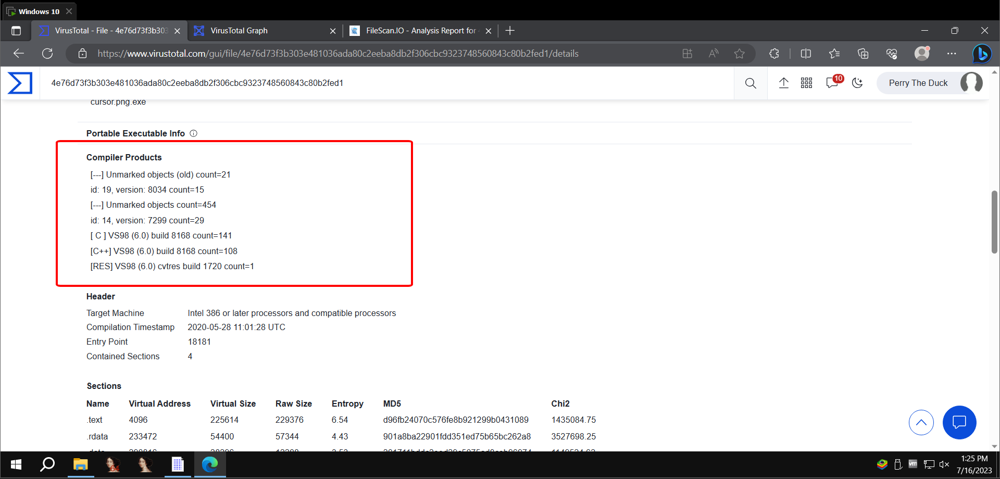 Windows 10
VirusTotal - File - 4e76d73f3b303
VirusTotal Graph
FileScan.IO - Analysis Report for
https://www.virustotal.com/gui/file/4e76d73f3b303e481036ada80c2eeba8db2f306cbc9323748560843c80b2fed1/details
4e76d73f3b303e481036ada80c2eeba8db2f306cbc9323748560843c80b2fed1
10
Perry The Duck
cursor.png.exe
Portable Executable Info
Compiler Products
[---] Unmarked objects (old) count=21
id: 19, version: 8034 count=15
[---] Unmarked objects count=454
id: 14, version: 7299 count=29
[ C ] VS98 (6.0) build 8168 count=141
[C++] VS98 (6.0) build 8168 count=108
[RES] VS98 (6.0) cvtres build 1720 count=1
Header
Target Machine Intel 386 or later processors and compatible processors
Compilation Timestamp 2020-05-28 11:01:28 UTC
Entry Point 18181
Contained Sections 4
Sections
Name Virtual Address Virtual Size Raw Size Entropy MD5 Chi2
.text 4096 225614 229376 6.54 d96fb24070c576fe8b921299b0431089 1435084.75
.rdata 233472 54400 57344 4.43 901a8ba22901fdd351ed75b65bc262a8 3527698.25
64
vm
1:25 PM
7/16/2023